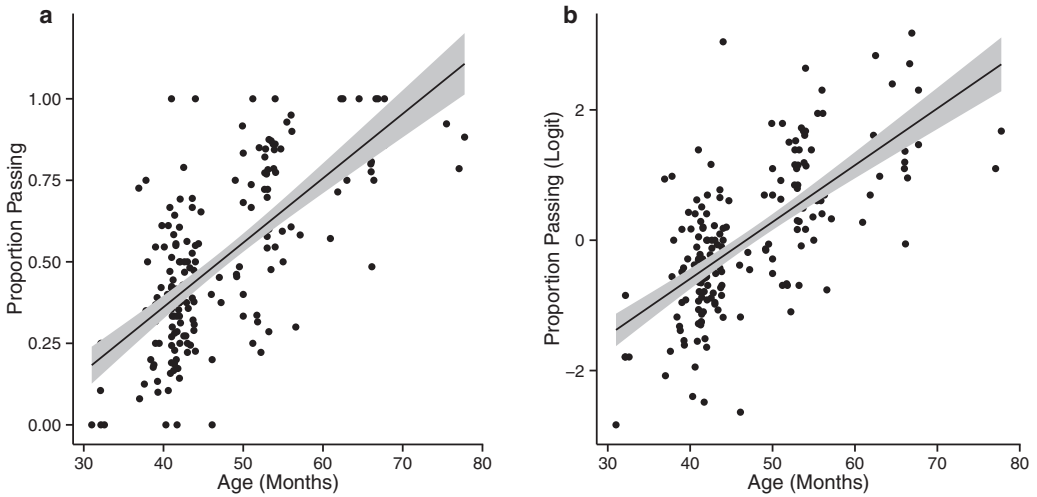 a
Proportion Passing
1.00
0.75
0.50
0.25
0.00
30 40 50 60 70 80
Age (Months)
b
Proportion Passing (Logit)
2
0
−2
30 40 50 60 70 80
Age (Months)